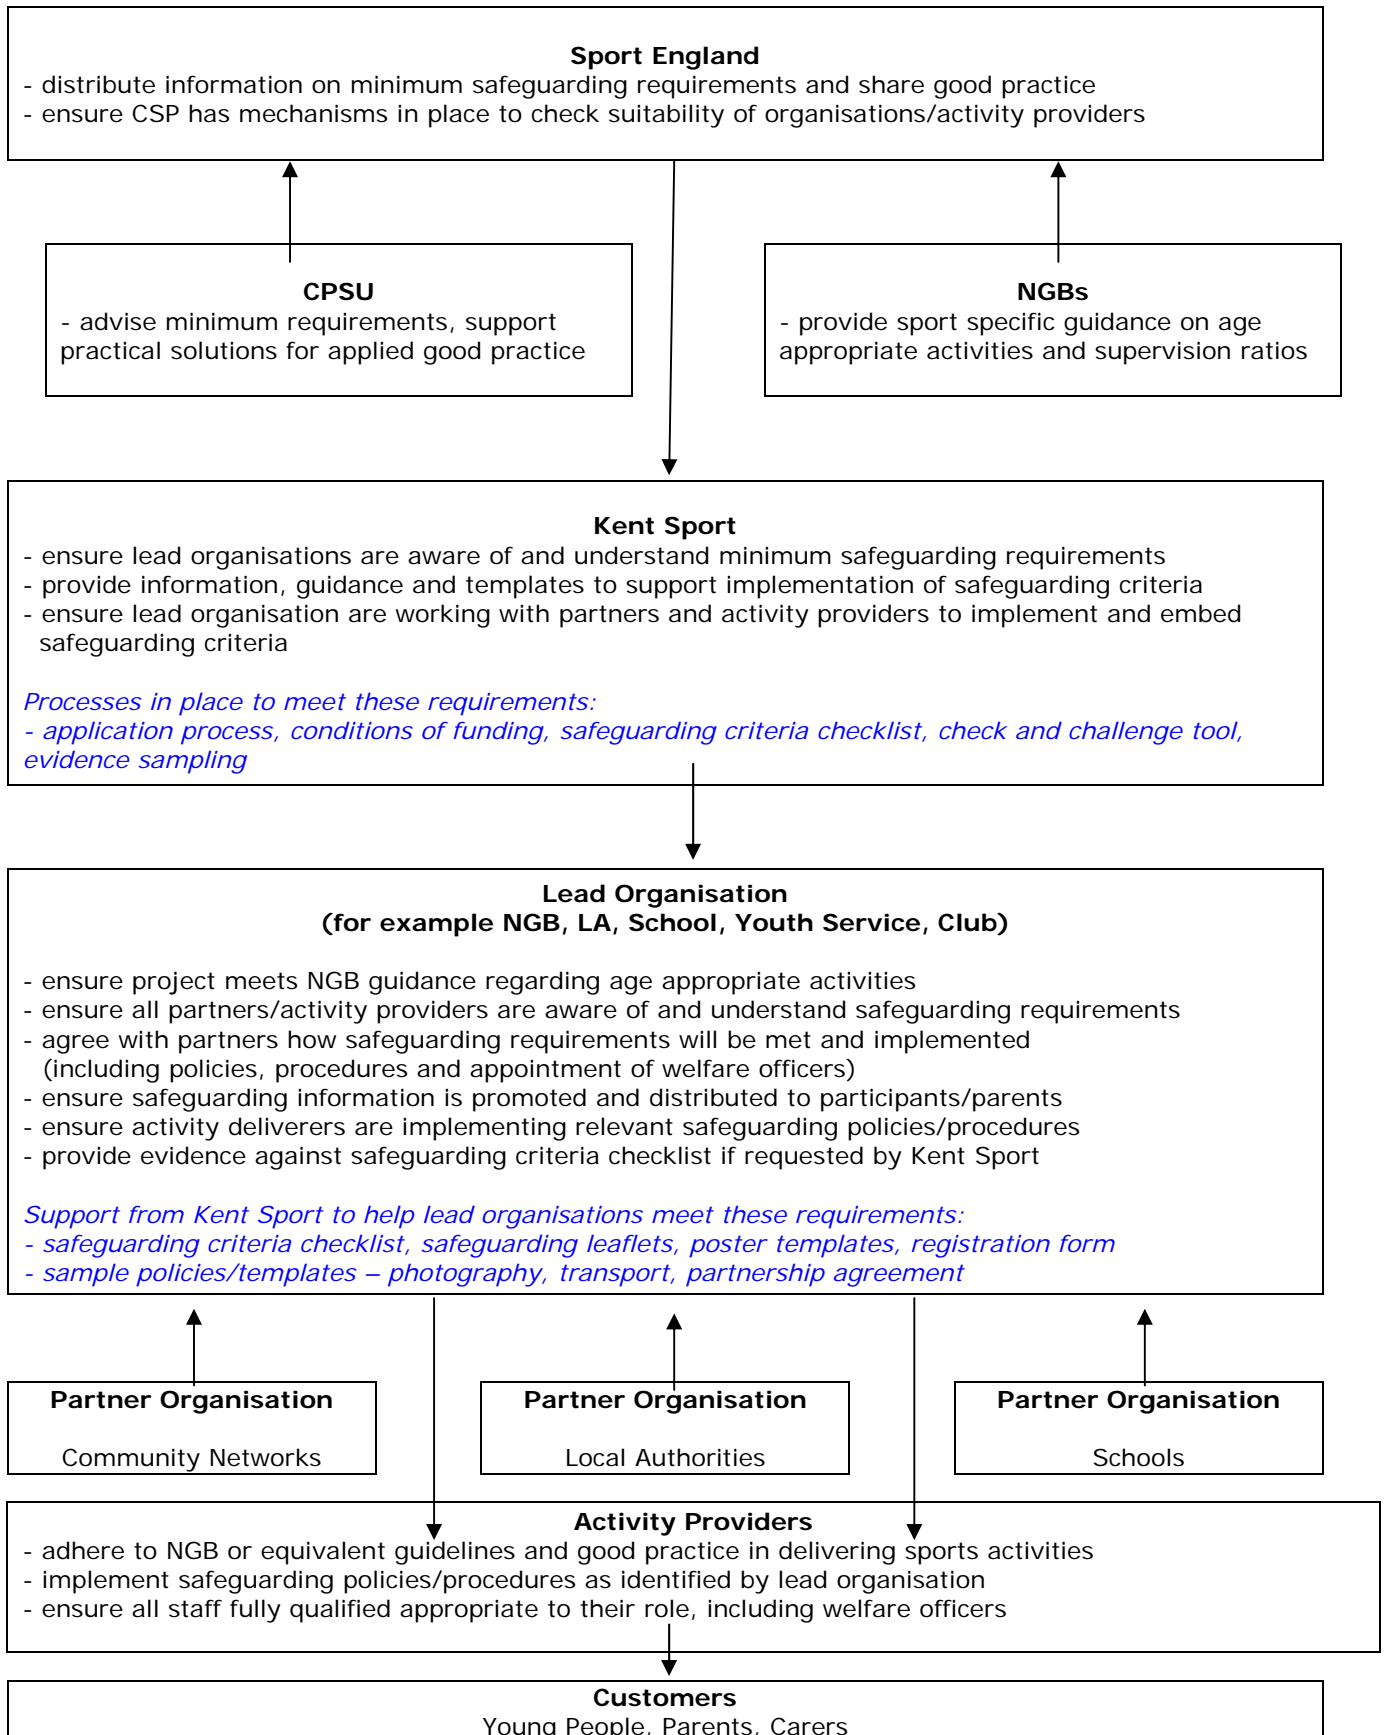 Sport England
- distribute information on minimum safeguarding requirements and share good practice
- ensure CSP has mechanisms in place to check suitability of organisations/activity providers
CPSU
- advise minimum requirements, support
practical solutions for applied good practice
NGBs
- provide sport specific guidance on age
appropriate activities and supervision ratios
Kent Sport
- ensure lead organisations are aware of and understand minimum safeguarding requirements
- provide information, guidance and templates to support implementation of safeguarding criteria
- ensure lead organisation are working with partners and activity providers to implement and embed
safeguarding criteria
Processes in place to meet these requirements:
- application process, conditions of funding, safeguarding criteria checklist, check and challenge tool,
evidence sampling
Lead Organisation
(for example NGB, LA, School, Youth Service, Club)
- ensure project meets NGB guidance regarding age appropriate activities
- ensure all partners/activity providers are aware of and understand safeguarding requirements
- agree with partners how safeguarding requirements will be met and implemented
(including policies, procedures and appointment of welfare officers)
- ensure safeguarding information is promoted and distributed to participants/parents
- ensure activity deliverers are implementing relevant safeguarding policies/procedures
- provide evidence against safeguarding criteria checklist if requested by Kent Sport
Support from Kent Sport to help lead organisations meet these requirements:
- safeguarding criteria checklist, safeguarding leaflets, poster templates, registration form
- sample policies/templates – photography, transport, partnership agreement
Partner Organisation
Community Networks
Partner Organisation
Local Authorities
Partner Organisation
Schools
Activity Providers
- adhere to NGB or equivalent guidelines and good practice in delivering sports activities
- implement safeguarding policies/procedures as identified by lead organisation
- ensure all staff fully qualified appropriate to their role, including welfare officers
Customers
Young People, Parents, Carers